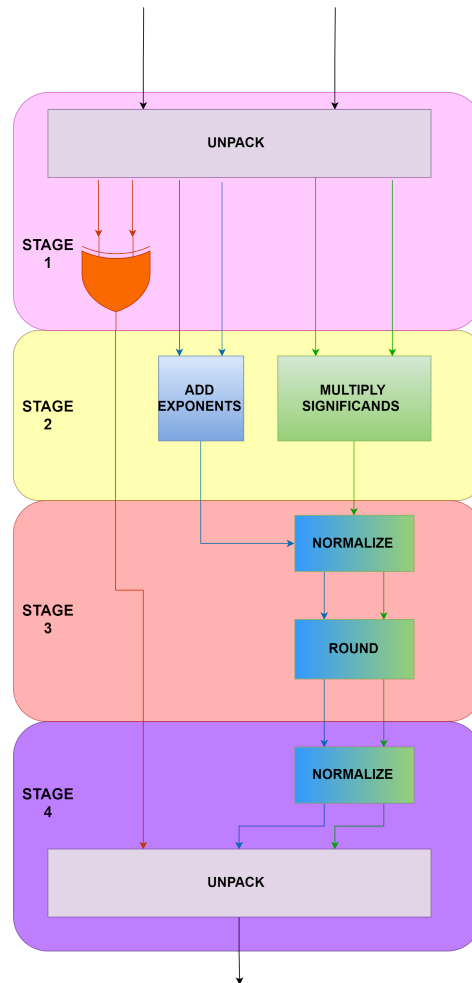 UNPACK
STAGE
1
STAGE
2
ADD
EXPONENTS
MULTIPLY
SIGNIFICANDS
NORMALIZE
STAGE
3
ROUND
NORMALIZE
STAGE
4
UNPACK